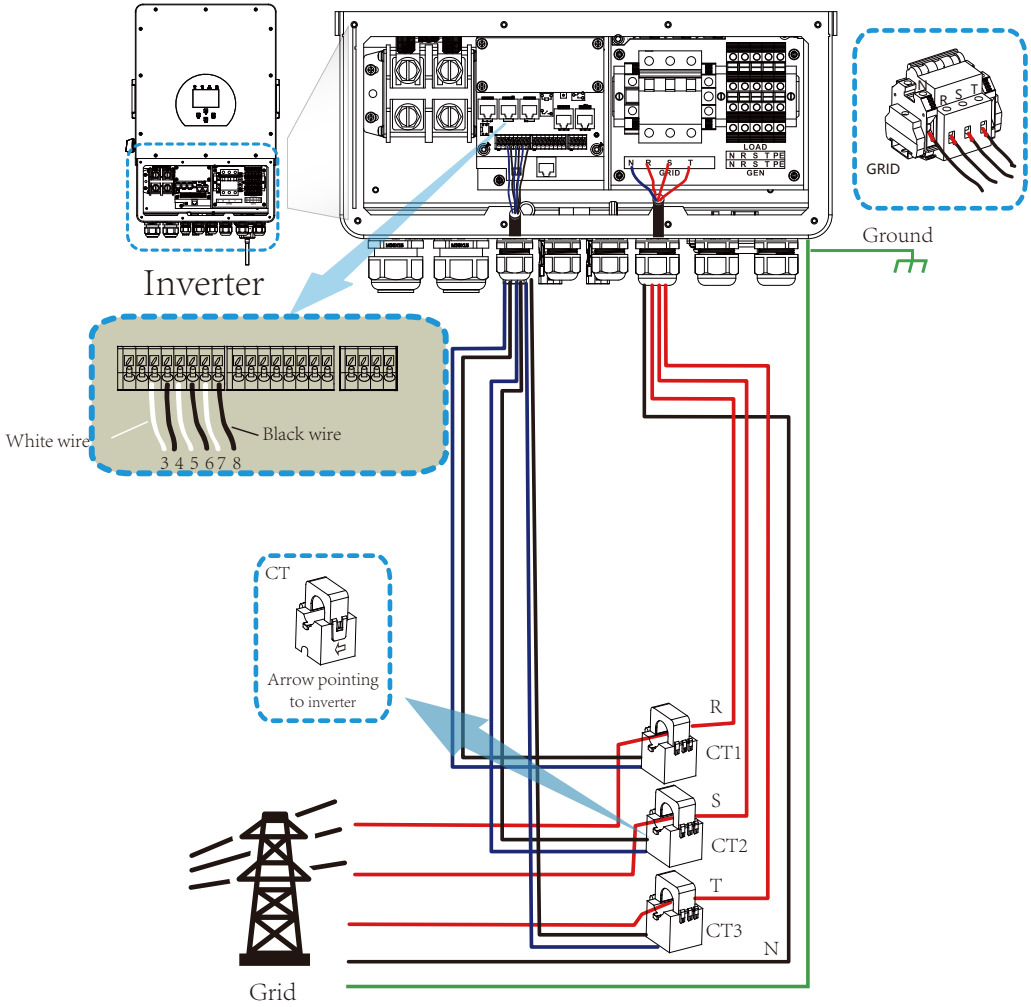 LOAD
N R S T PE
N R S T PE
GEN
N R S T
GRID
R S T
GRID
Ground
Inverter
White wire
Black wire
3 4 5 6 7 8
CT
Arrow pointing
to inverter
R
CT1
S
CT2
T
CT3
N
Grid